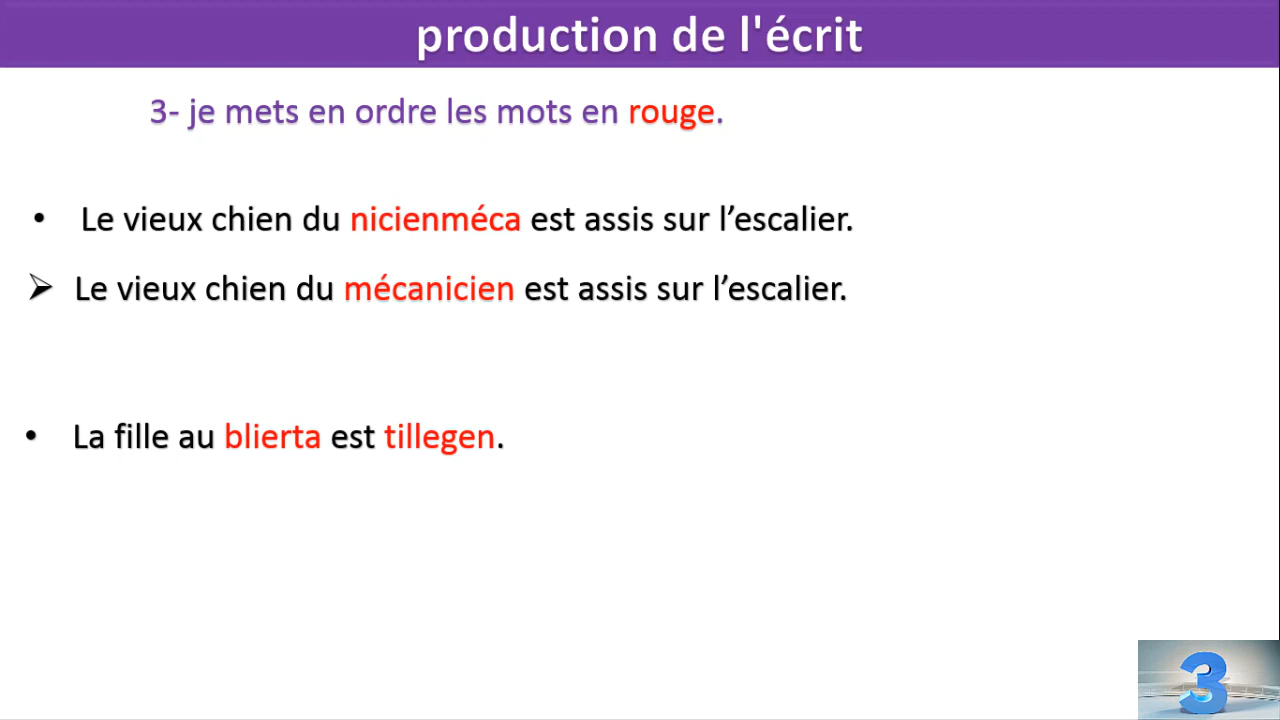 production de l'écrit
3- je mets en ordre les mots en rouge.
• Le vieux chien du nicienméca est assis sur l’escalier.
➢ Le vieux chien du mécanicien est assis sur l’escalier.
• La fille au blierta est tillegen.
3